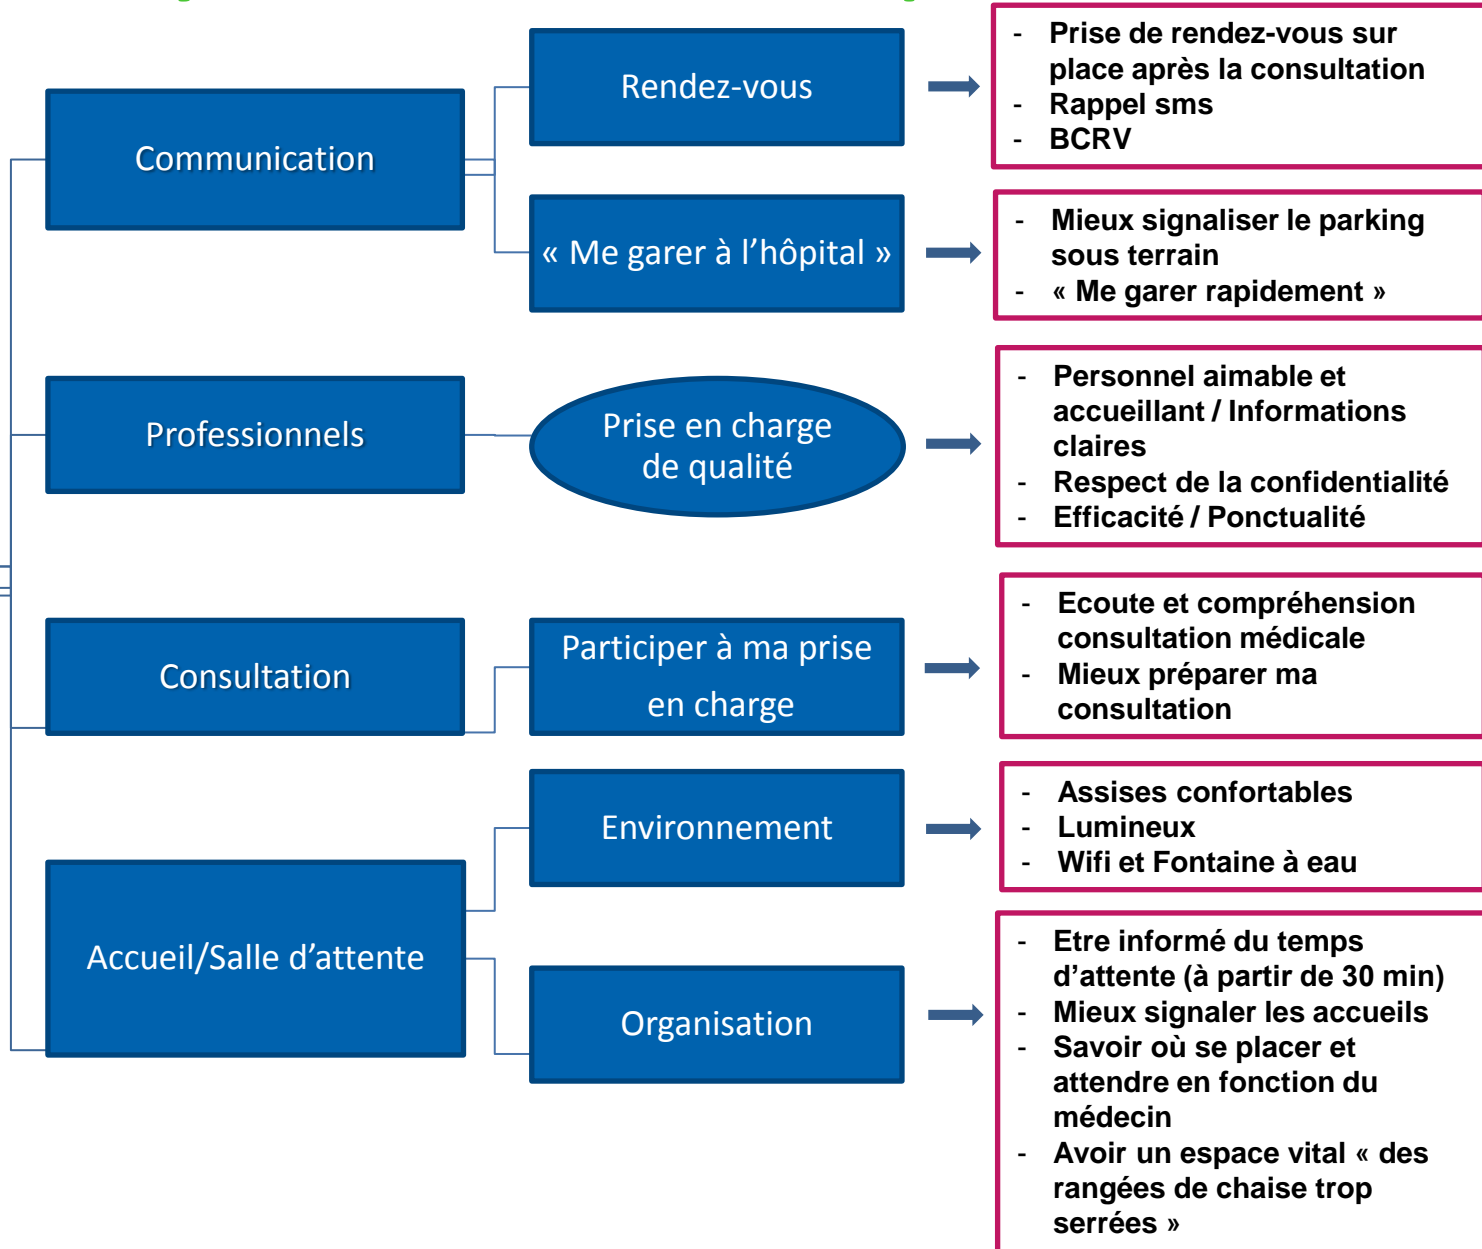 Communication
Rendez-vous
- Prise de rendez-vous sur
place après la consultation
- Rappel sms
- BCRV
« Me garer à l’hôpital »
- Mieux signaliser le parking
sous terrain
- « Me garer rapidement »
Professionnels
Prise en charge
de qualité
- Personnel aimable et
accueillant / Informations
claires
- Respect de la confidentialité
- Efficacité / Ponctualité
Consultation
Participer à ma prise
en charge
- Ecoute et compréhension
consultation médicale
- Mieux préparer ma
consultation
Accueil/Salle d’attente
Environnement
- Assises confortables
- Lumineux
- Wifi et Fontaine à eau
Organisation
- Etre informé du temps
d’attente (à partir de 30 min)
- Mieux signaler les accueils
- Savoir où se placer et
attendre en fonction du
médecin
- Avoir un espace vital « des
rangées de chaise trop
serrées »